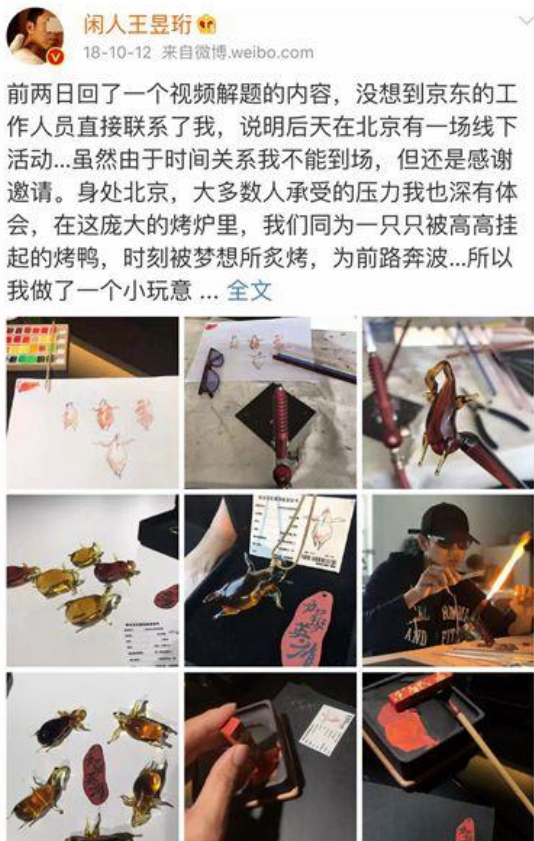 闲人王昱珩
18-10-12 来自微博.weibo.com
前两日回了一个视频解题的内容，没想到京东的工
作人员直接联系了我，说明后天在北京有一场线下
活动...虽然由于时间关系我不能到场，但还是感谢
邀请。身处北京，大多数人承受的压力我也深有体
会，在这庞大的烤炉里，我们同为一只只被高高挂
起的烤鸭，时刻被梦想所炙烤，为前路奔波...所以
我做了一个小玩意 ... 全文
加班
英雄